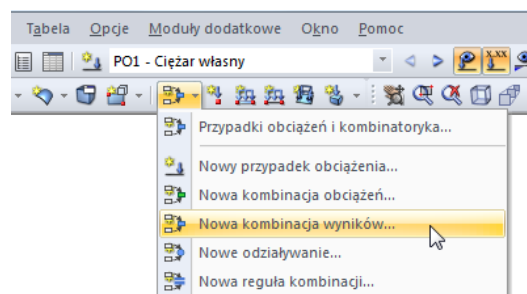 Tabela Opcje Moduły dodatkowe Okno Pomoc
PO1 - Ciężar własny
x.xx
Przypadki obciążeń i kombinatoryka...
Nowy przypadek obciążenia...
Nowa kombinacja obciążeń...
Nowa kombinacja wyników...
Nowe odziaływanie...
Nowa reguła kombinacji...